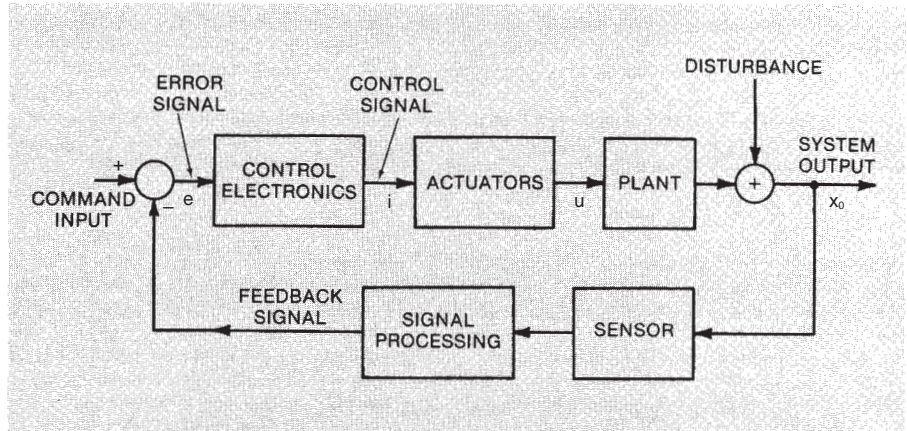 DISTURBANCE
ERROR
SIGNAL
CONTROL
SIGNAL
SYSTEM
OUTPUT
+
COMMAND
INPUT
−
e
CONTROL
ELECTRONICS
i
ACTUATORS
u
PLANT
+
x₀
FEEDBACK
SIGNAL
SIGNAL
PROCESSING
SENSOR